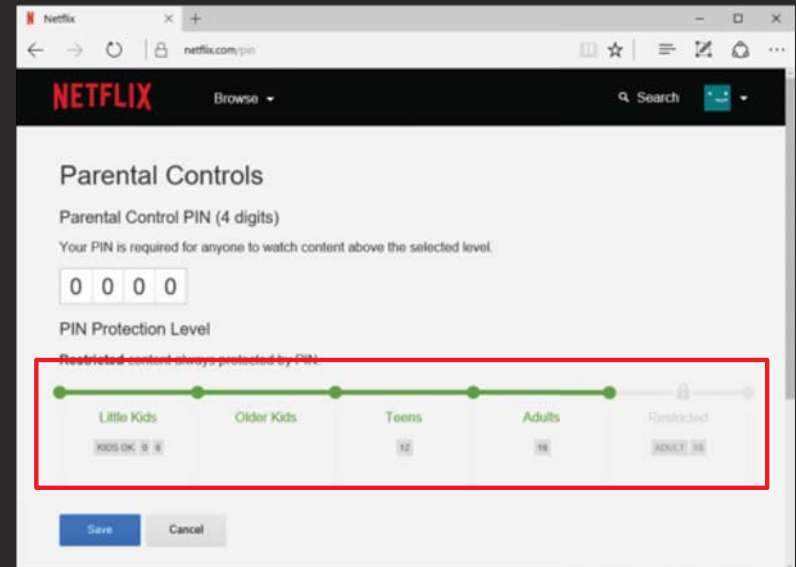 Netflix
netflix.com/pin
NETFLIX Browse Search
Parental Controls
Parental Control PIN (4 digits)
Your PIN is required for anyone to watch content above the selected level.
0 0 0 0
PIN Protection Level
Restricted content always protected by PIN.
Little Kids Older Kids Teens Adults Restricted
KIDS OK 0 6 12 16 ADULT
Save Cancel